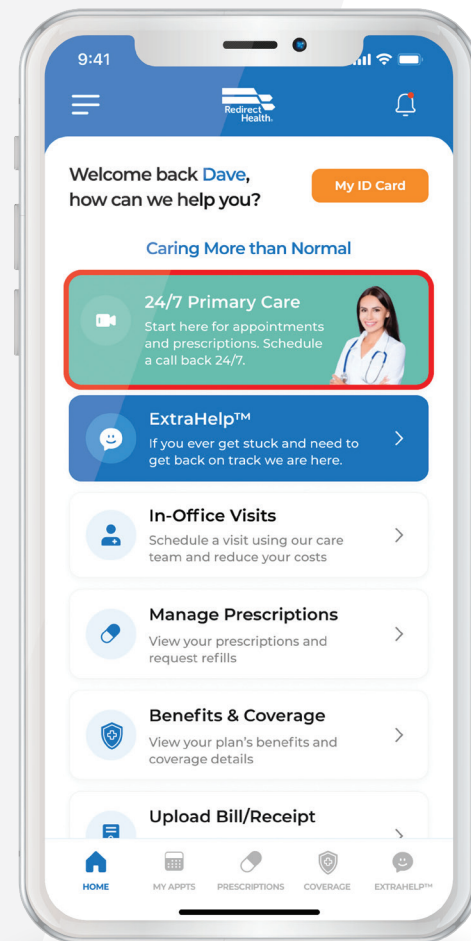 9:41
Redirect
Health.
Welcome back Dave,
how can we help you?
My ID Card
Caring More than Normal
24/7 Primary Care
Start here for appointments
and prescriptions. Schedule
a call back 24/7.
ExtraHelp™
If you ever get stuck and need to
get back on track we are here.
In-Office Visits
Schedule a visit using our care
team and reduce your costs
Manage Prescriptions
View your prescriptions and
request refills
Benefits & Coverage
View your plan's benefits and
coverage details
Upload Bill/Receipt
HOME
MY APPTS
PRESCRIPTIONS
COVERAGE
EXTRAHELP™